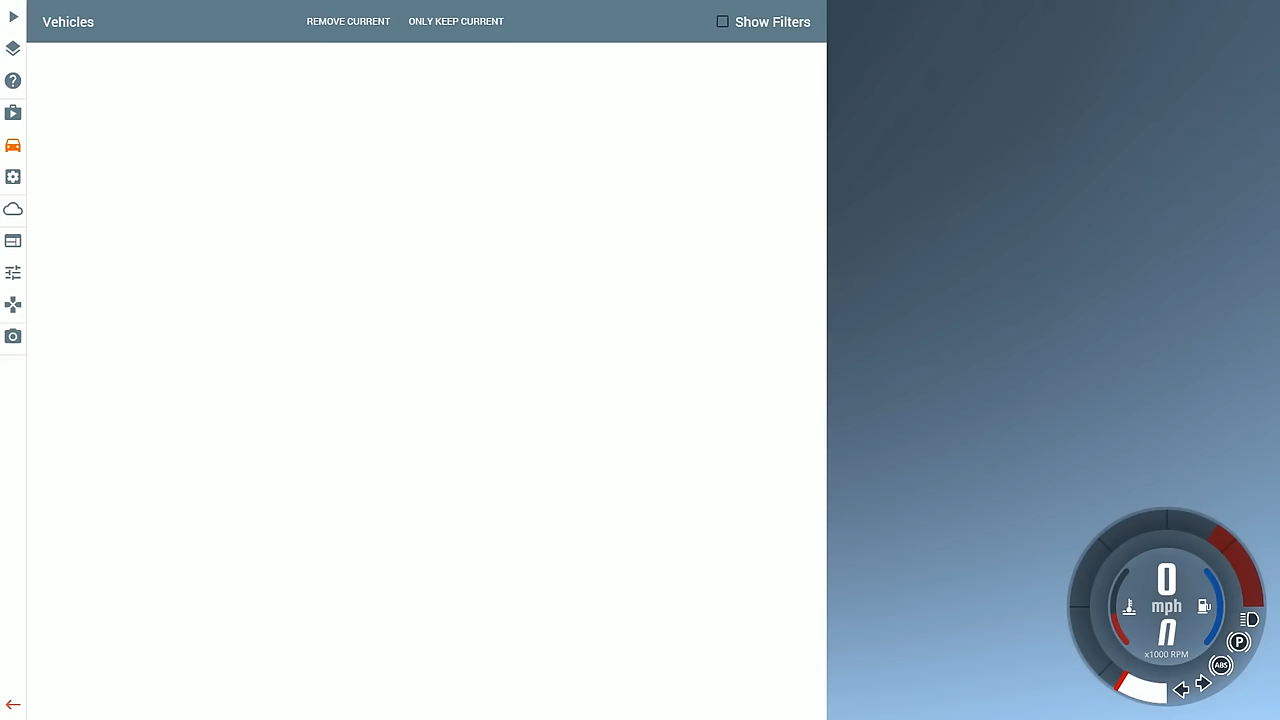 Vehicles REMOVE CURRENT ONLY KEEP CURRENT Show Filters
0
mph
n
x1000 RPM
P
ABS